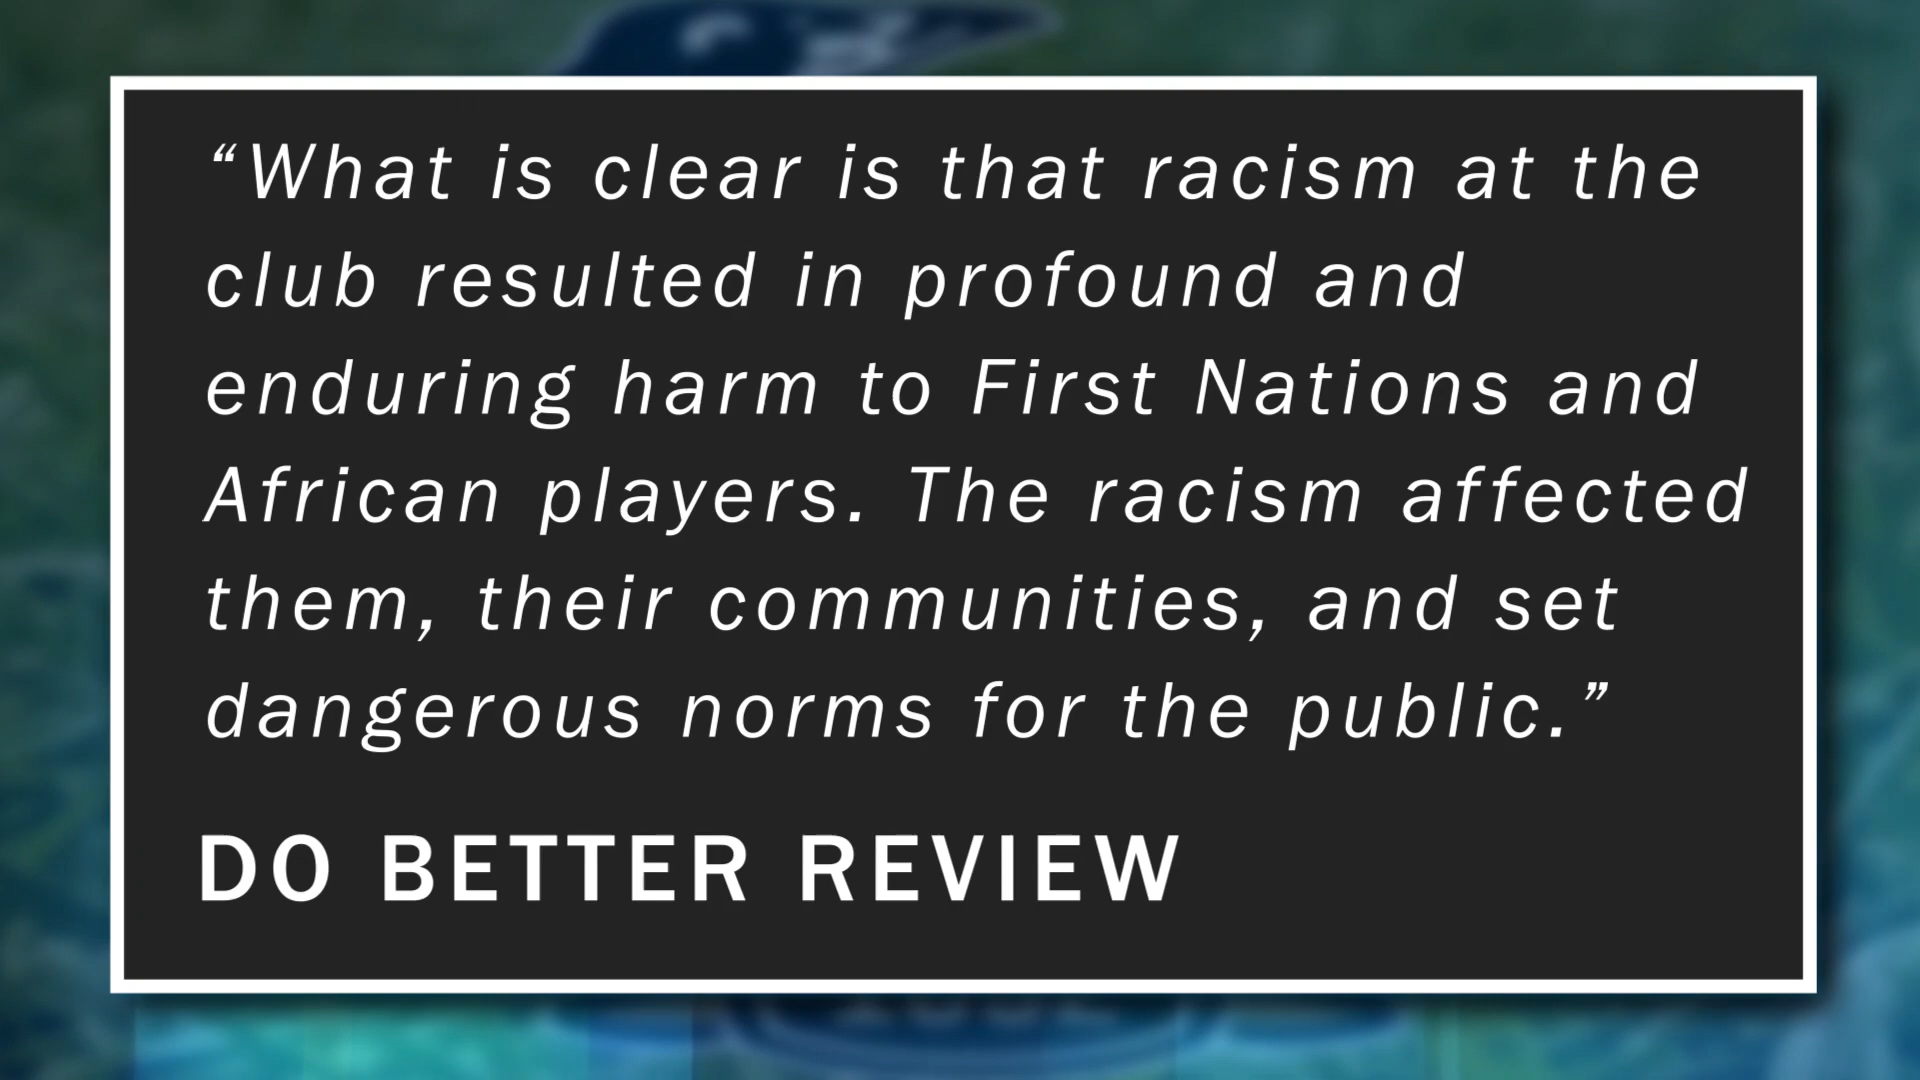 “What is clear is that racism at the
club resulted in profound and
enduring harm to First Nations and
African players. The racism affected
them, their communities, and set
dangerous norms for the public.”
DO BETTER REVIEW